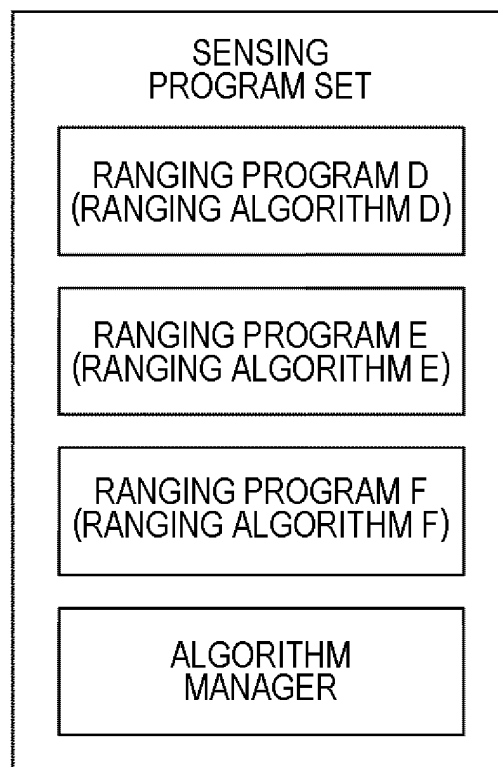 SENSING
PROGRAM SET
RANGING PROGRAM D
(RANGING ALGORITHM D)
RANGING PROGRAM E
(RANGING ALGORITHM E)
RANGING PROGRAM F
(RANGING ALGORITHM F)
ALGORITHM
MANAGER